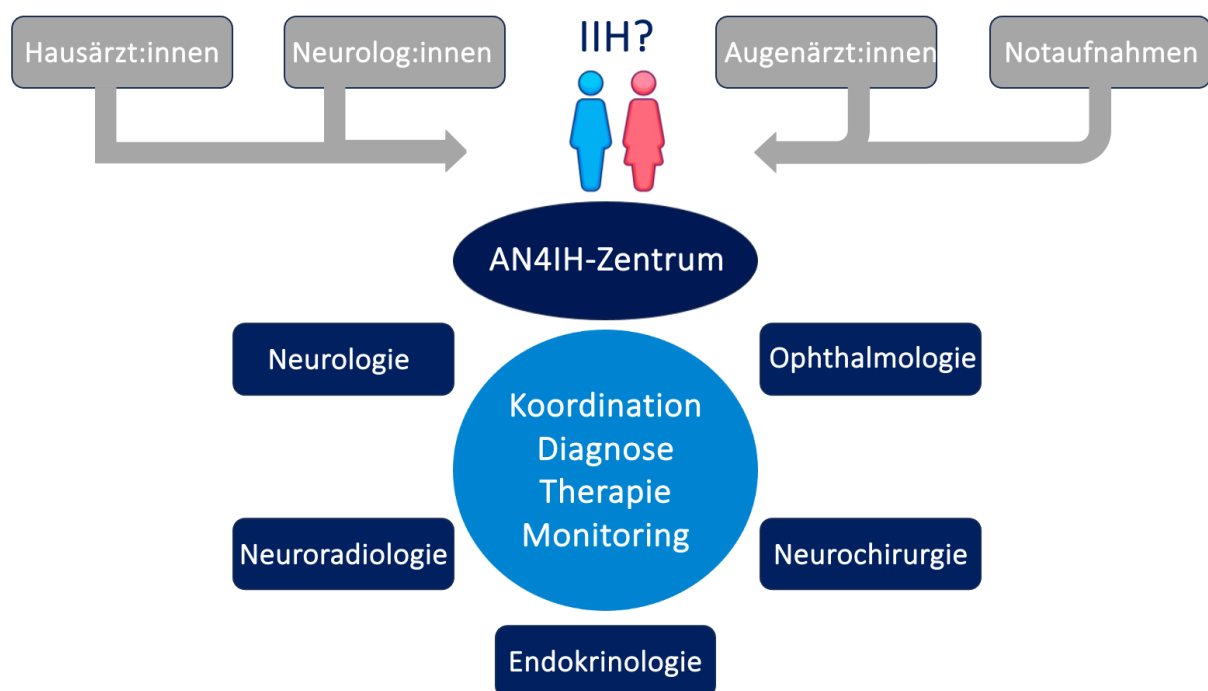 Hausärzt:innen
Neurolog:innen
IIH?
Augenärzt:innen
Notaufnahmen
AN4IH-Zentrum
Neurologie
Ophthalmologie
Koordination
Diagnose
Therapie
Monitoring
Neuroradiologie
Neurochirurgie
Endokrinologie